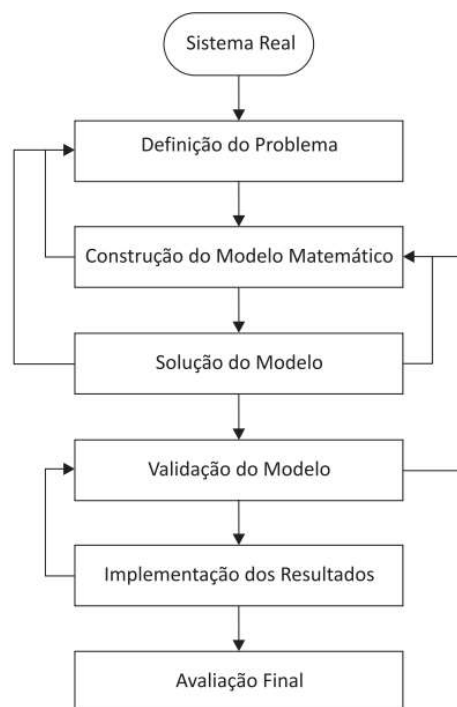 Sistema Real
Definição do Problema
Construção do Modelo Matemático
Solução do Modelo
Validação do Modelo
Implementação dos Resultados
Avaliação Final